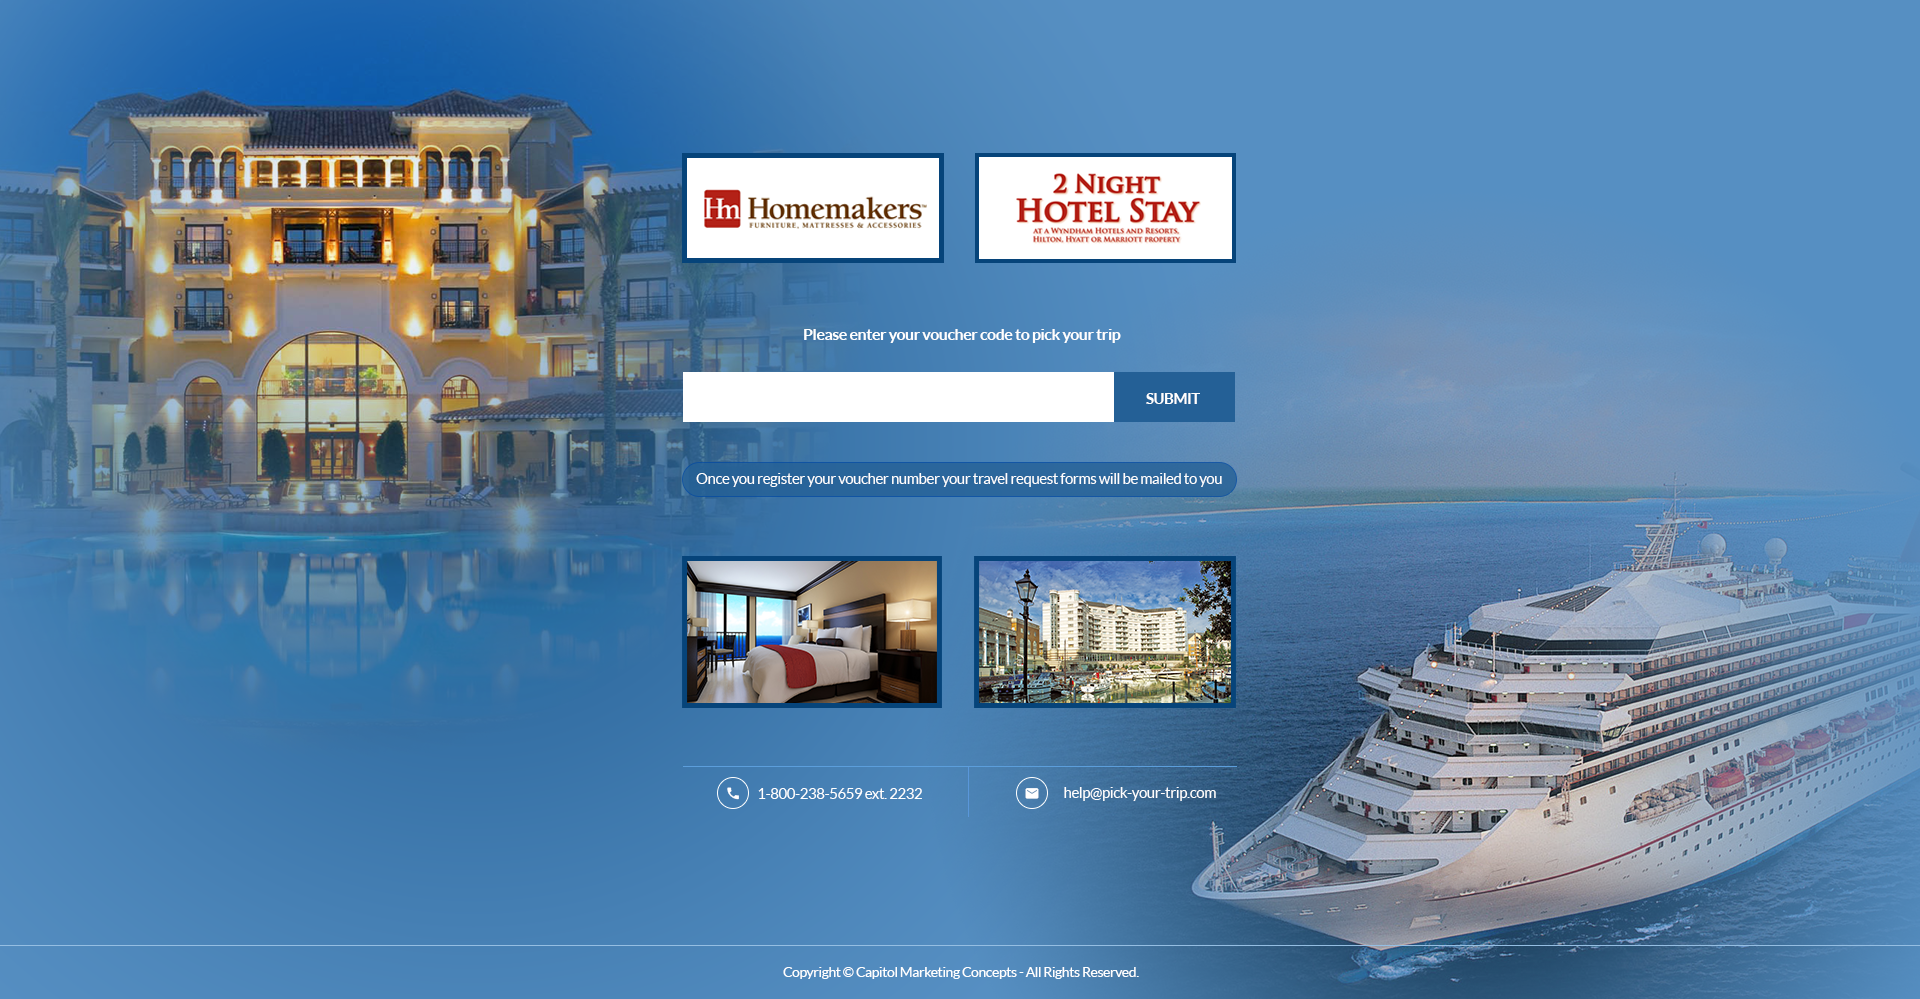 Hm Homemakers™
FURNITURE, MATTRESSES & ACCESSORIES
2 NIGHT
HOTEL STAY
AT A WYNDHAM HOTELS AND RESORTS,
HILTON, HYATT OR MARRIOTT PROPERTY
Please enter your voucher code to pick your trip
SUBMIT
Once you register your voucher number your travel request forms will be mailed to you
1-800-238-5659 ext. 2232
help@pick-your-trip.com
Copyright © Capitol Marketing Concepts - All Rights Reserved.